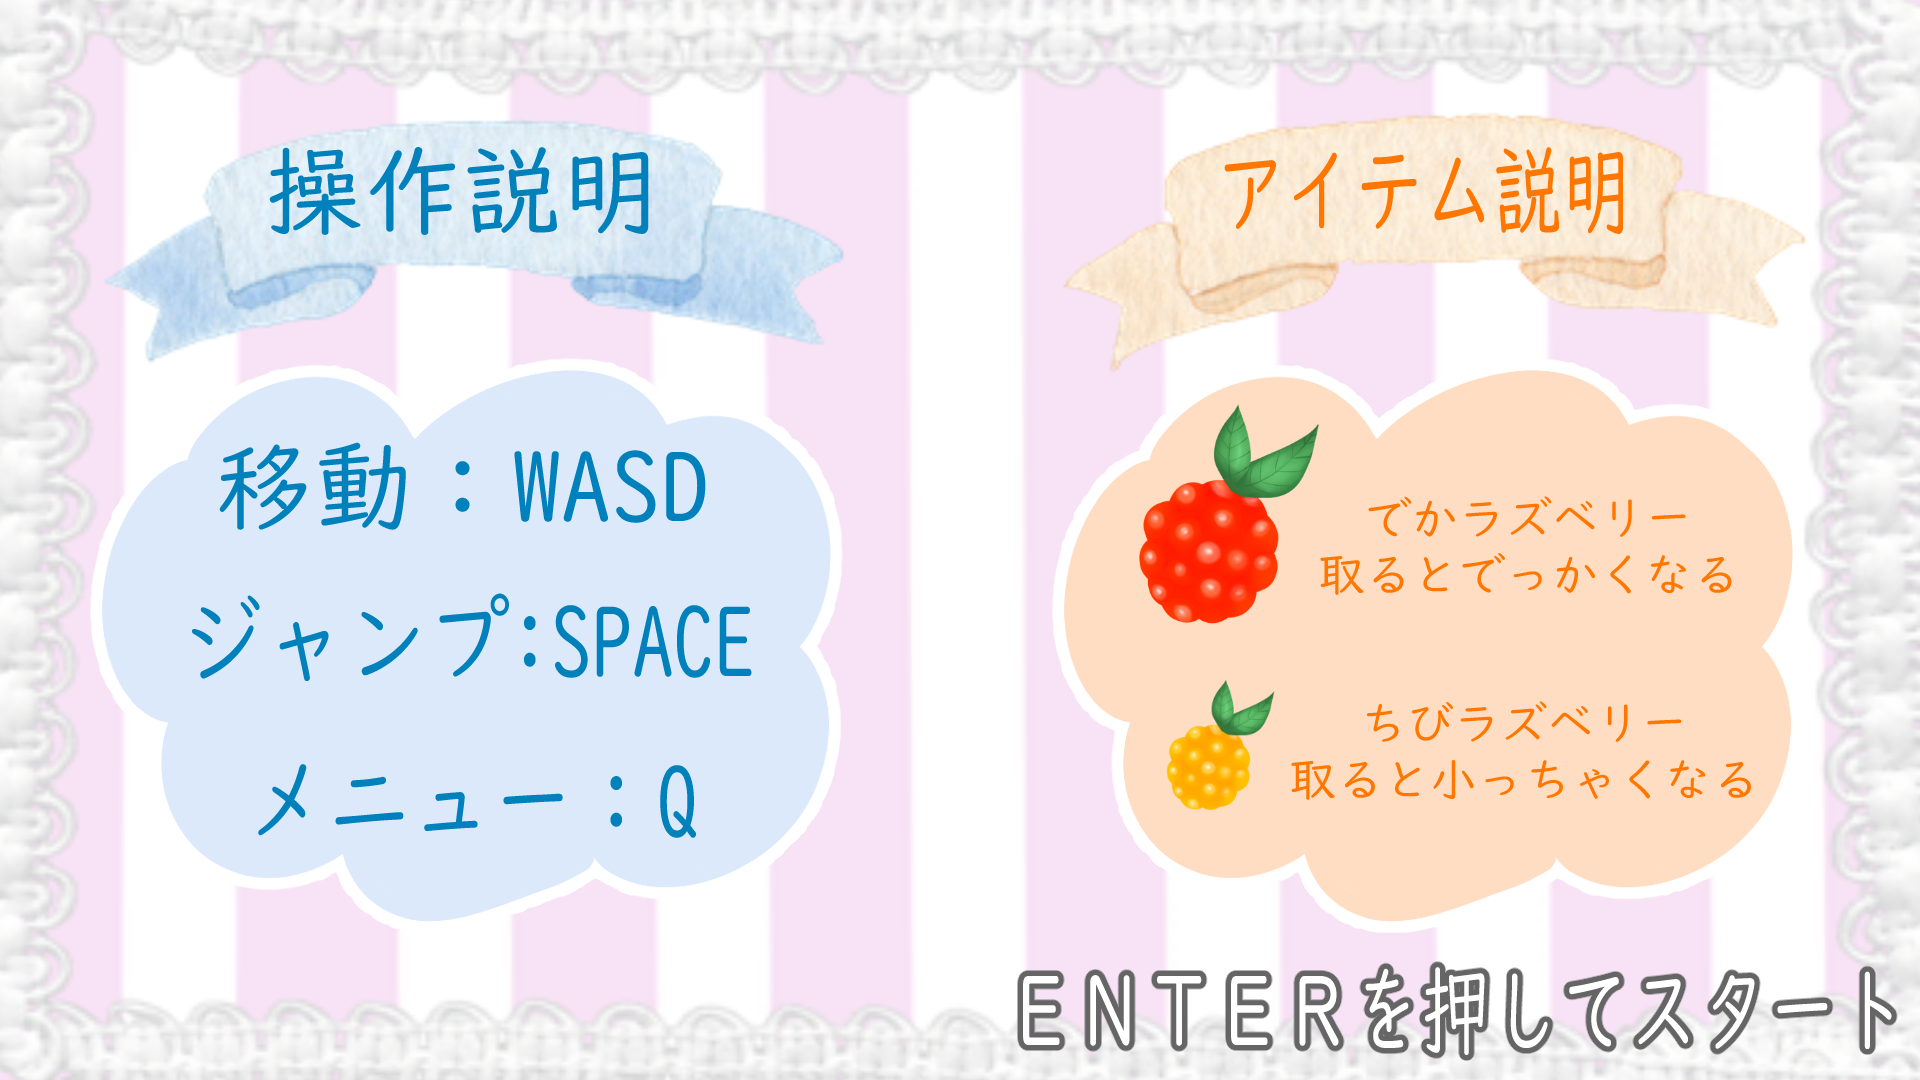 操作説明
移動：WASD
ジャンプ:SPACE
メニュー：Q
アイテム説明
でかラズベリー
取るとでっかくなる
ちびラズベリー
取ると小っちゃくなる
ＥＮＴＥＲを押してスタート